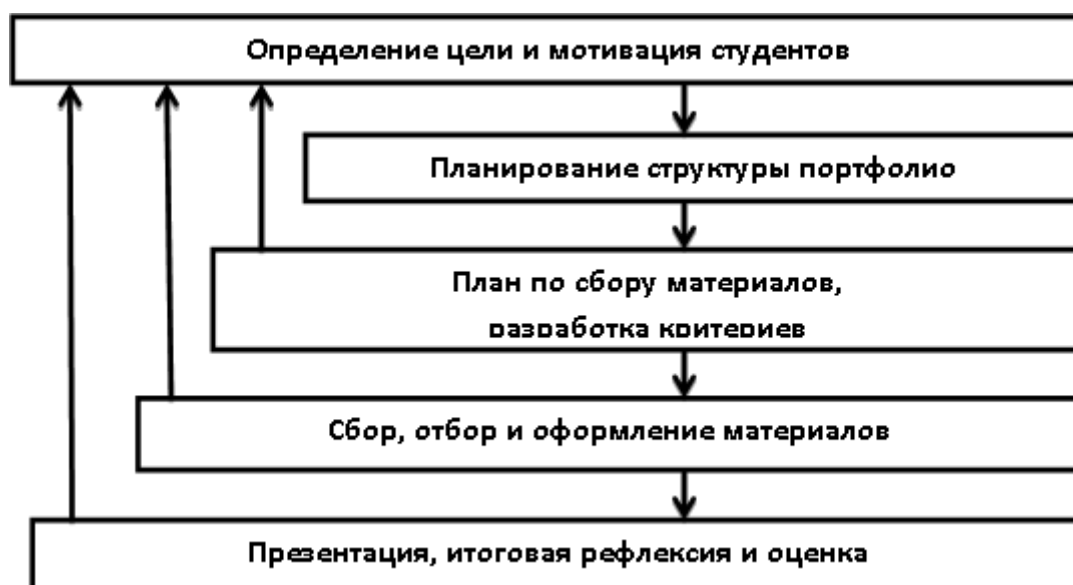 Определение цели и мотивация студентов
Планирование структуры портфолио
План по сбору материалов,
разработка критериев
Сбор, отбор и оформление материалов
Презентация, итоговая рефлексия и оценка